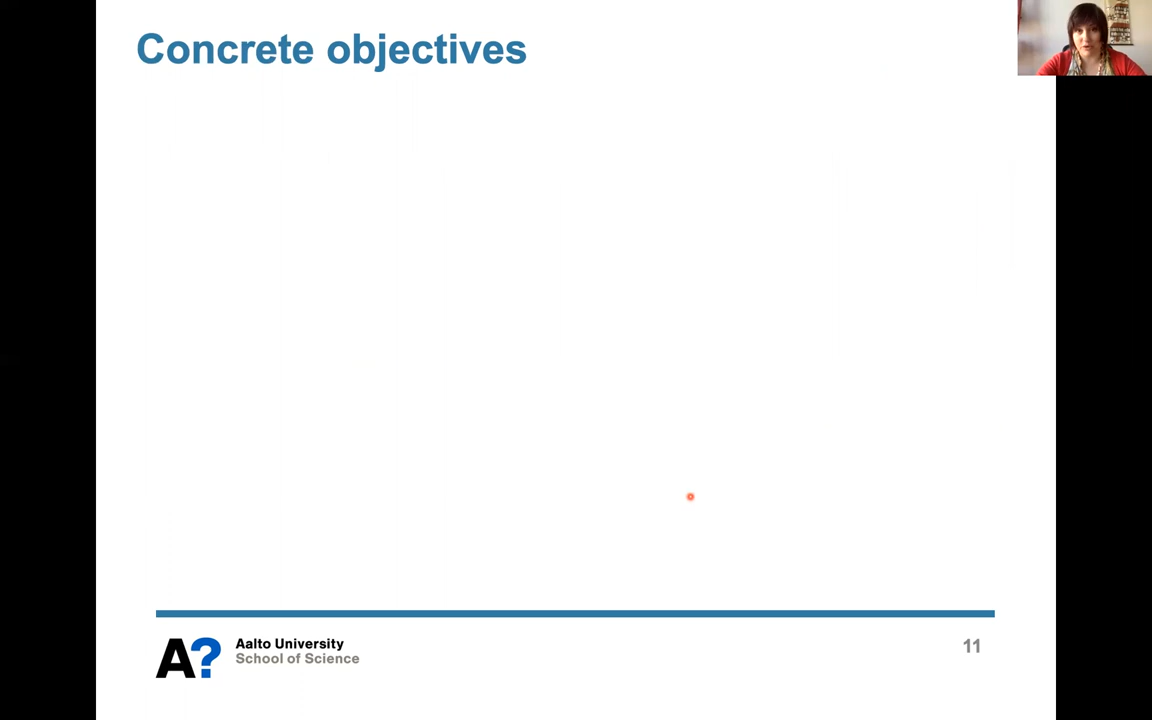 Concrete objectives
A?
Aalto University
School of Science
11